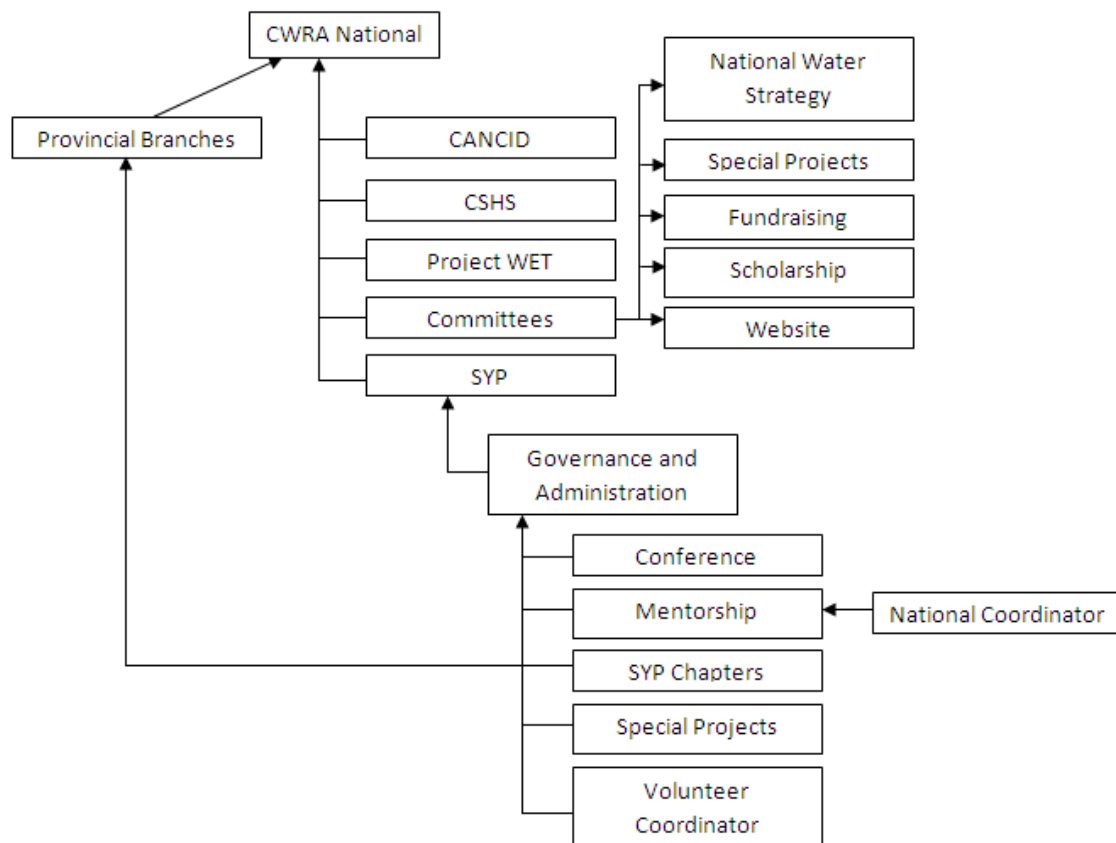 CWRA National
National Water
Strategy
Provincial Branches
CANCID
Special Projects
CSHS
Fundraising
Project WET
Scholarship
Committees
Website
SYP
Governance and
Administration
Conference
Mentorship
National Coordinator
SYP Chapters
Special Projects
Volunteer
Coordinator